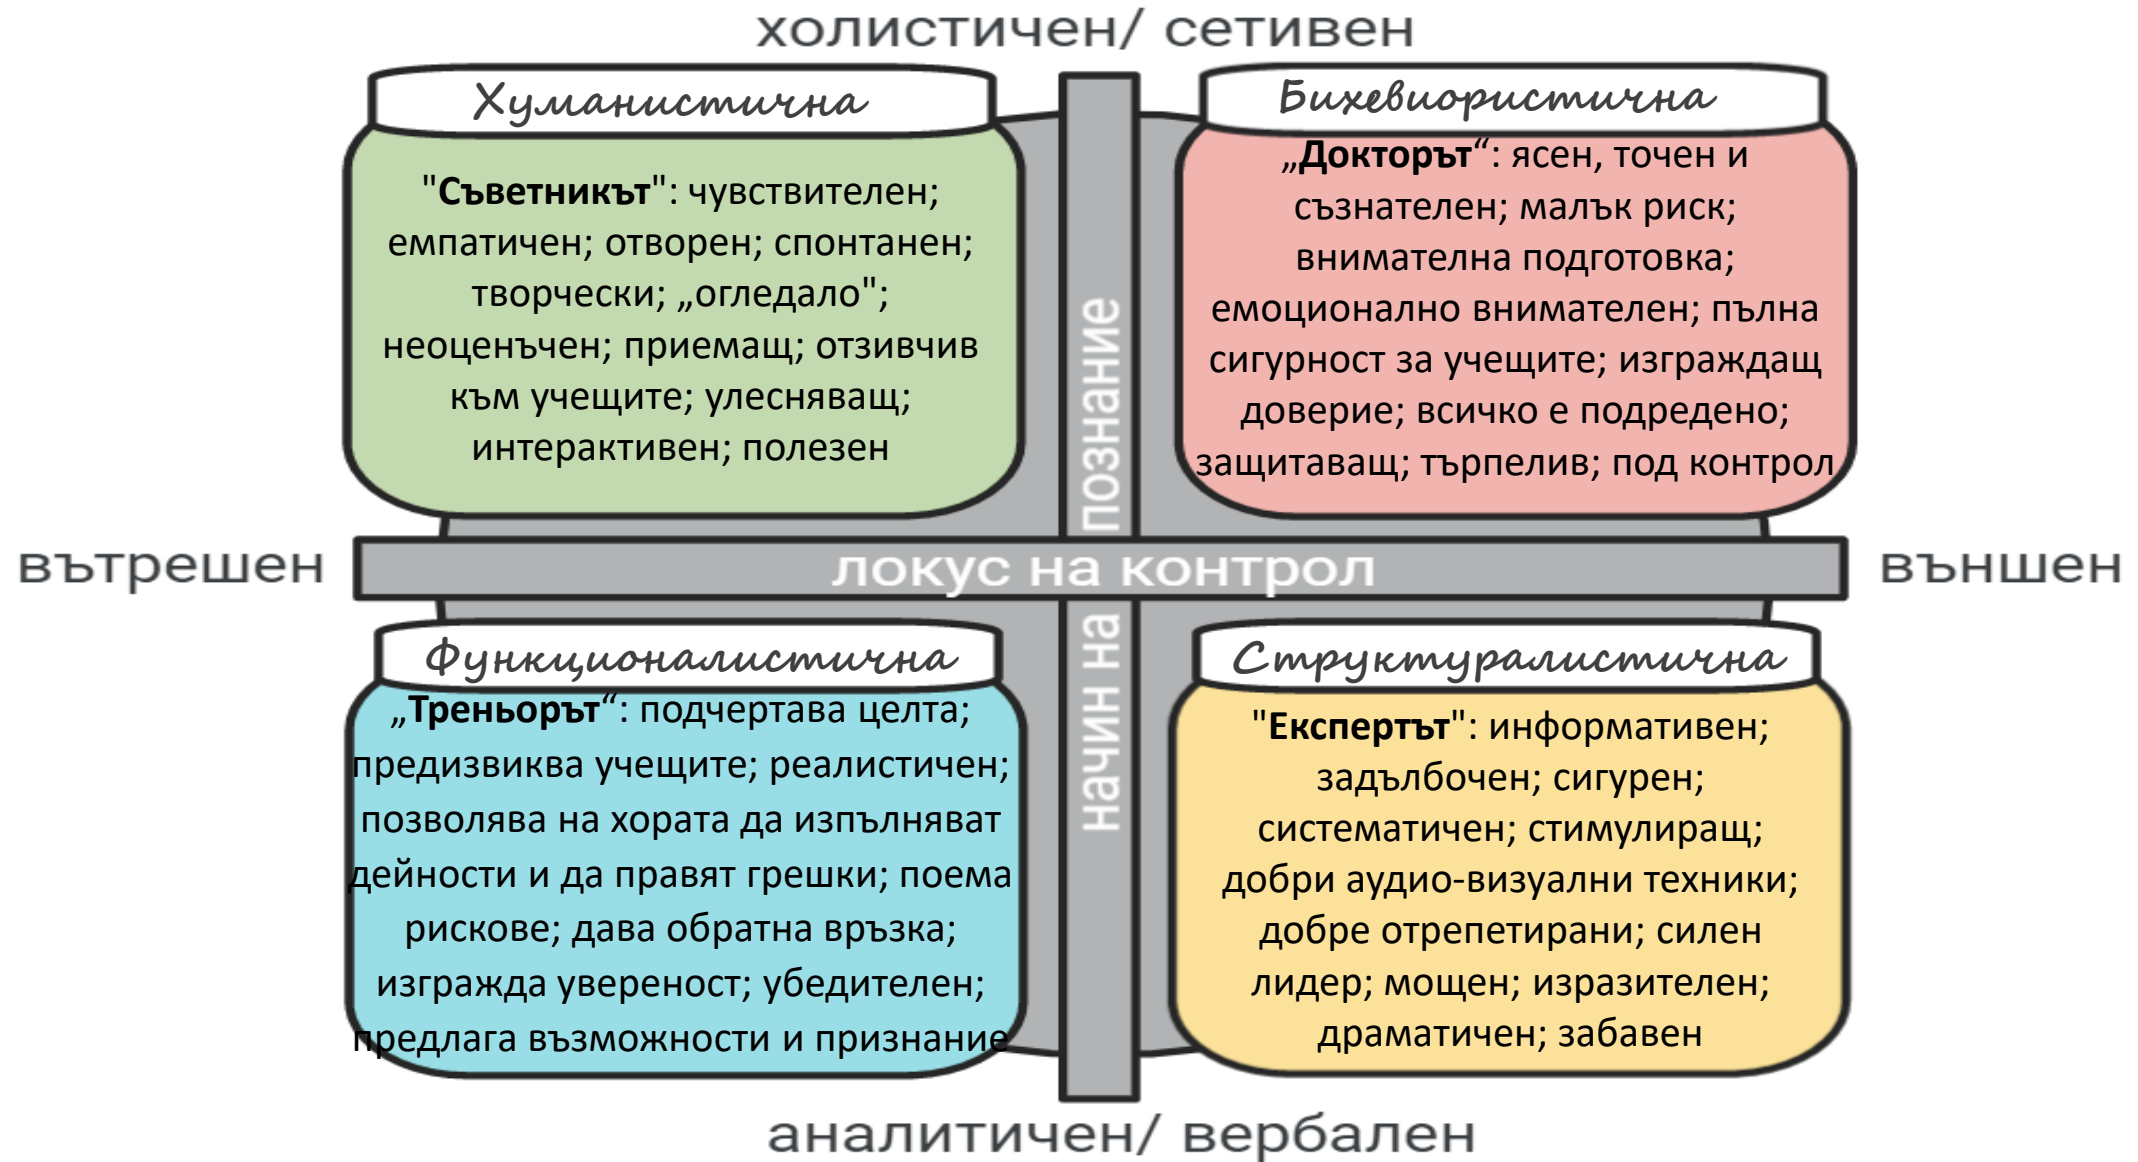 холистичен/ сетивен
Хуманистична
"Съветникът": чувствителен;
емпатичен; отворен; спонтанен;
творчески; „огледало";
неоценъчен; приемащ; отзивчив
към учещите; улесняващ;
интерактивен; полезен
Бихевиористична
„Докторът“: ясен, точен и
съзнателен; малък риск;
внимателна подготовка;
емоционално внимателен; пълна
сигурност за учещите; изграждащ
доверие; всичко е подредено;
защитаващ; търпелив; под контрол
начин на познание
вътрешен
локус на контрол
външен
Функционалистична
„Треньорът“: подчертава целта;
предизвиква учещите; реалистичен;
позволява на хората да изпълняват
дейности и да правят грешки; поема
рискове; дава обратна връзка;
изгражда увереност; убедителен;
предлага възможности и признание
Структуралистична
"Експертът": информативен;
задълбочен; сигурен;
систематичен; стимулиращ;
добри аудио-визуални техники;
добре отрепетирани; силен
лидер; мощен; изразителен;
драматичен; забавен
аналитичен/ вербален